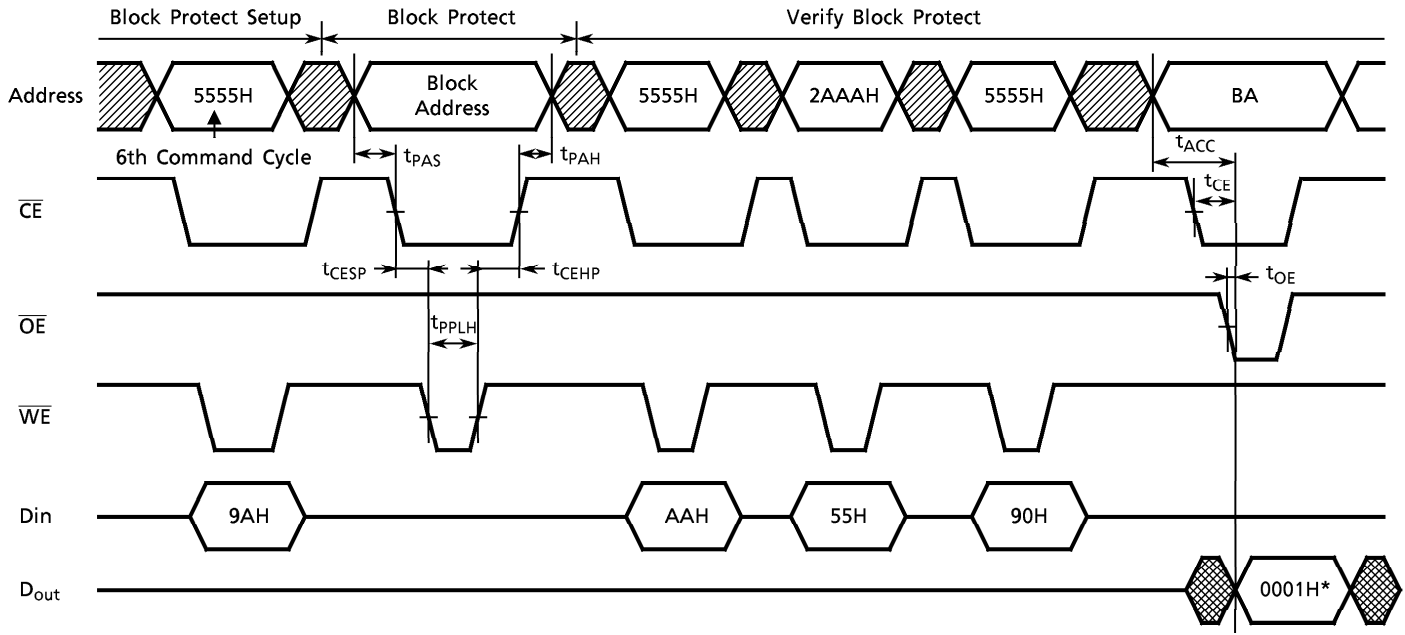 Block Protect Setup
Block Protect
Verify Block Protect
Address
5555H
Block
Address
5555H
2AAAH
5555H
BA
6th Command Cycle
tPAS
tPAH
tACC
CE
tCE
tCESP
tCEHP
tOE
OE
tPPLH
WE
Din
9AH
AAH
55H
90H
Dout
0001H*